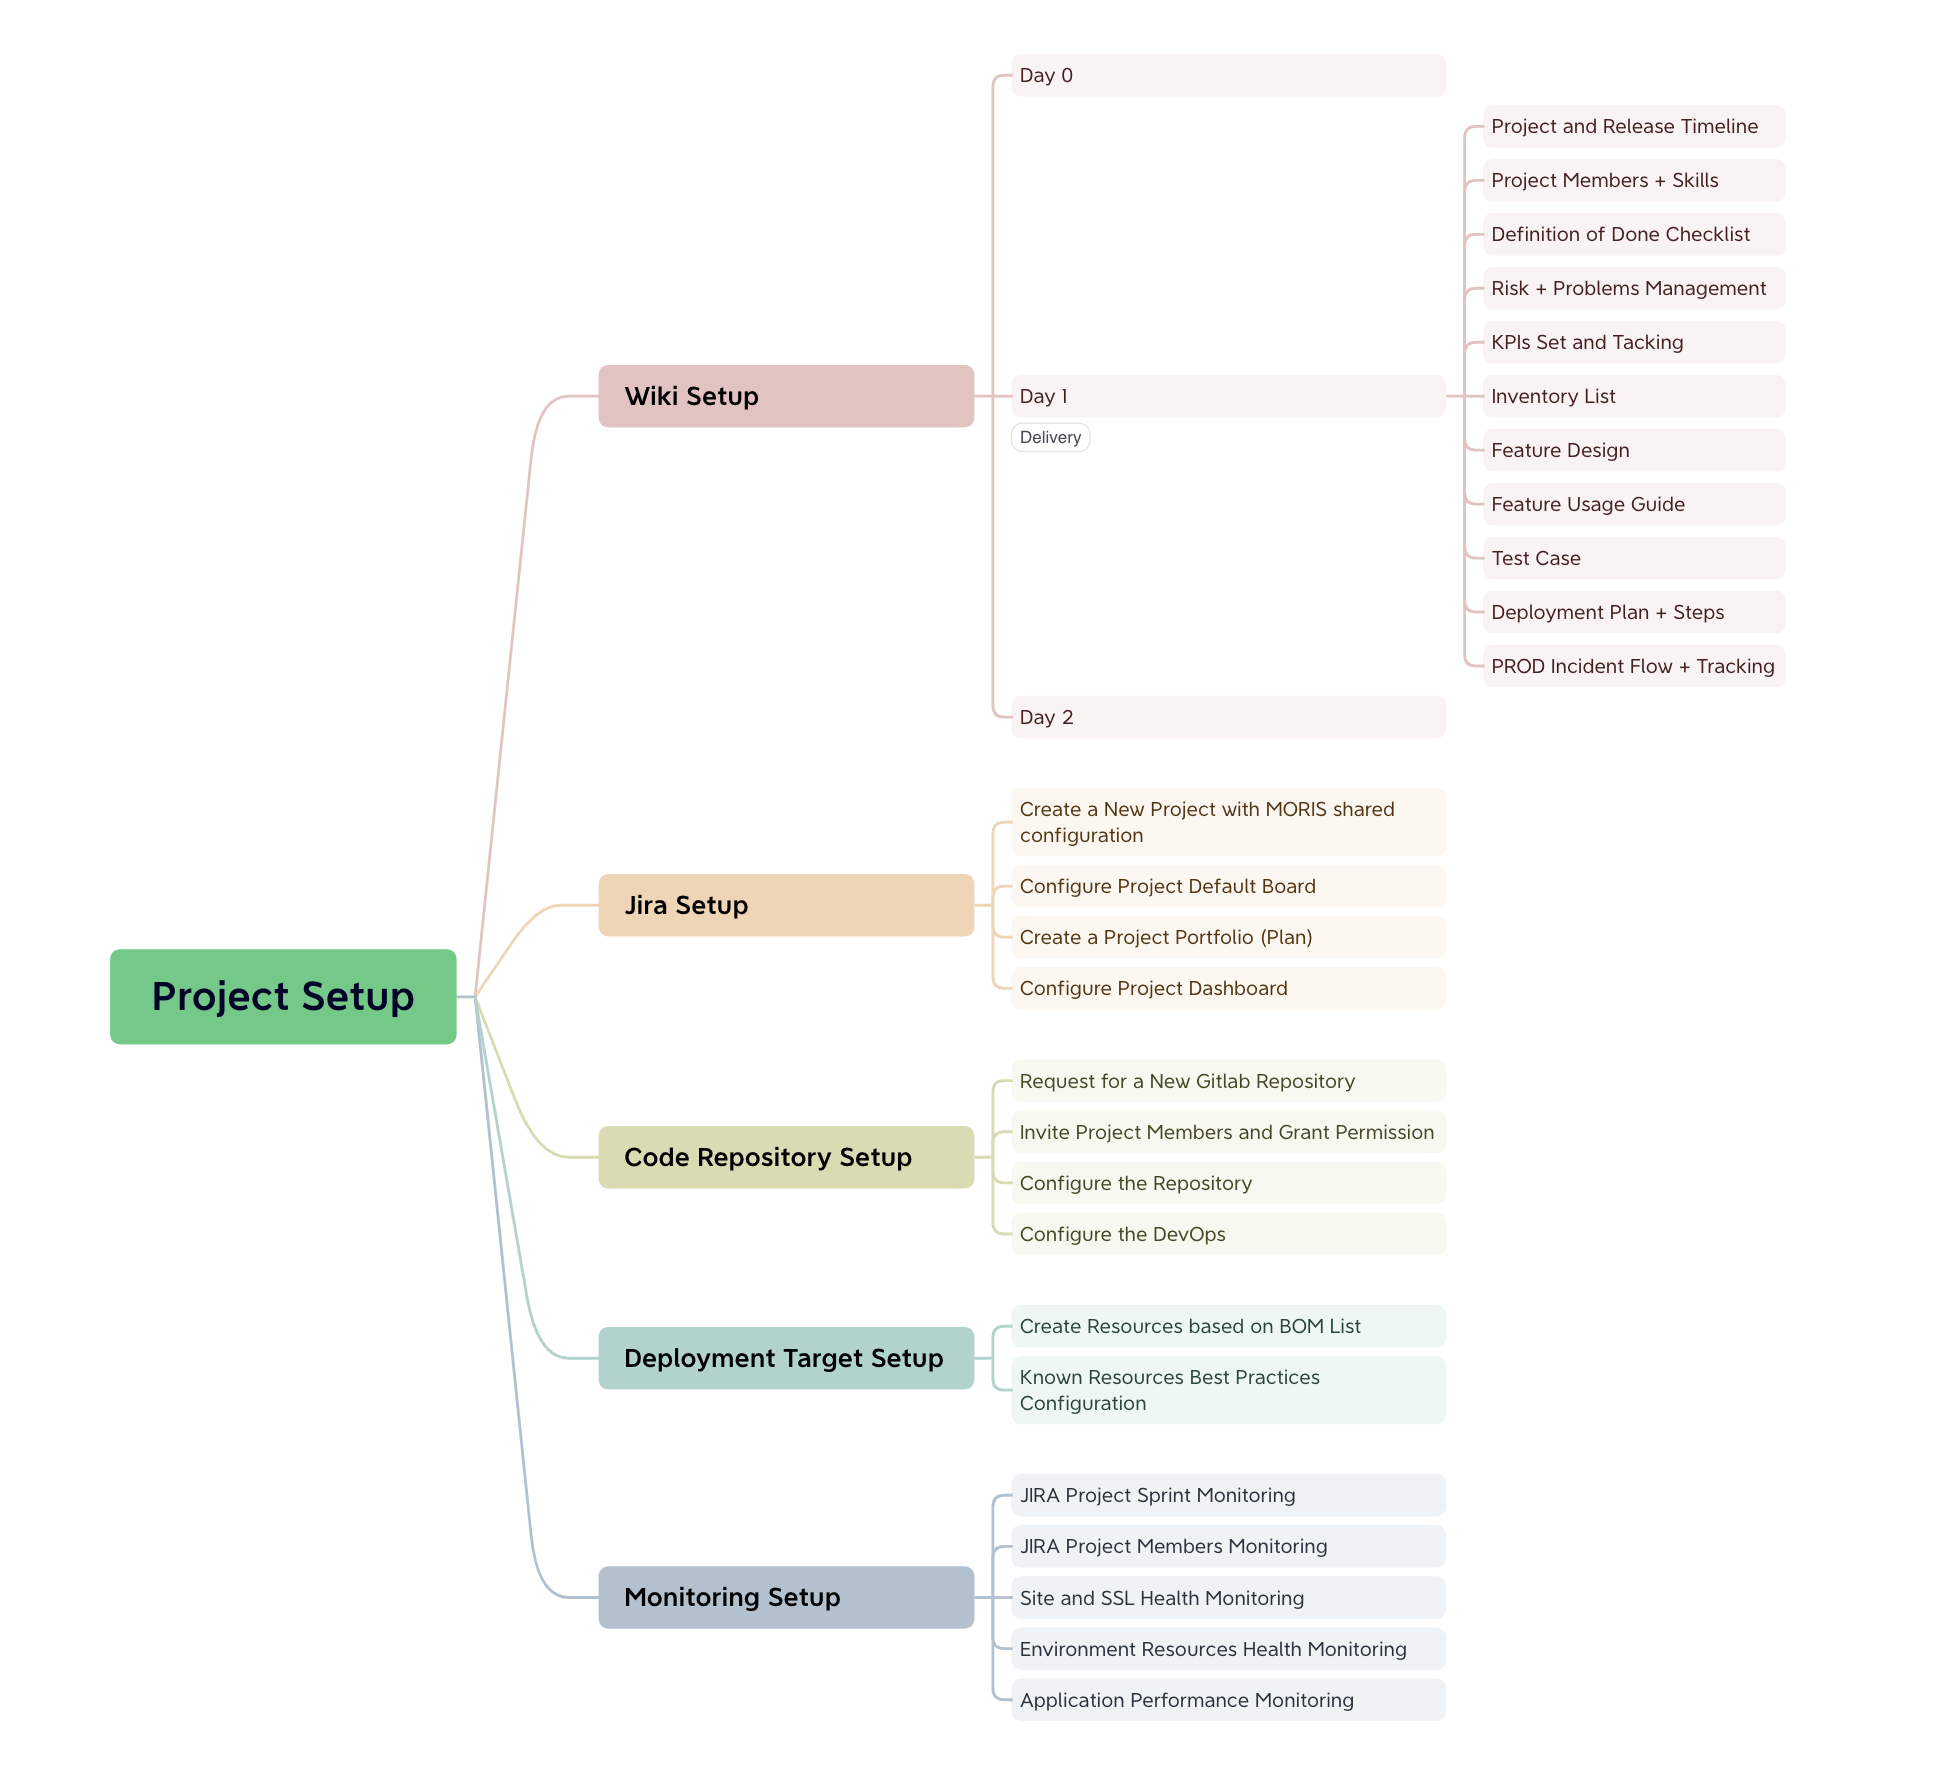 Project Setup
Wiki Setup
Day 0
Day 1
Delivery
Project and Release Timeline
Project Members + Skills
Definition of Done Checklist
Risk + Problems Management
KPIs Set and Tacking
Inventory List
Feature Design
Feature Usage Guide
Test Case
Deployment Plan + Steps
PROD Incident Flow + Tracking
Day 2
Jira Setup
Create a New Project with MORIS shared
configuration
Configure Project Default Board
Create a Project Portfolio (Plan)
Configure Project Dashboard
Code Repository Setup
Request for a New Gitlab Repository
Invite Project Members and Grant Permission
Configure the Repository
Configure the DevOps
Deployment Target Setup
Create Resources based on BOM List
Known Resources Best Practices
Configuration
Monitoring Setup
JIRA Project Sprint Monitoring
JIRA Project Members Monitoring
Site and SSL Health Monitoring
Environment Resources Health Monitoring
Application Performance Monitoring